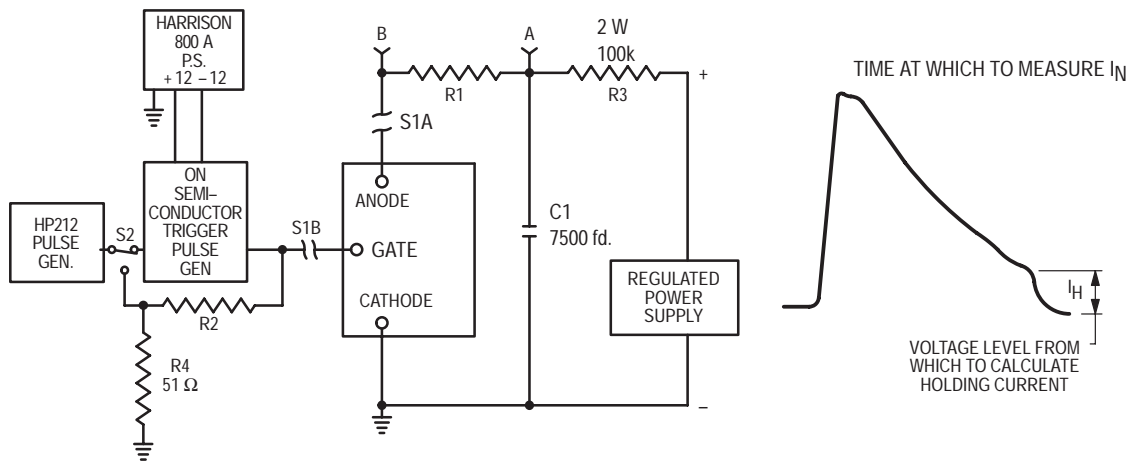 HARRISON
800 A
P.S.
+ 12 – 12
B
A
2 W
100k
R1
R3
+
S1A
ON
SEMI–
CONDUCTOR
TRIGGER
PULSE
GEN
HP212
PULSE
GEN.
S2
S1B
ANODE
GATE
CATHODE
C1
7500 fd.
REGULATED
POWER
SUPPLY
R2
R4
51 Ω
–
TIME AT WHICH TO MEASURE IN
IH
VOLTAGE LEVEL FROM
WHICH TO CALCULATE
HOLDING CURRENT